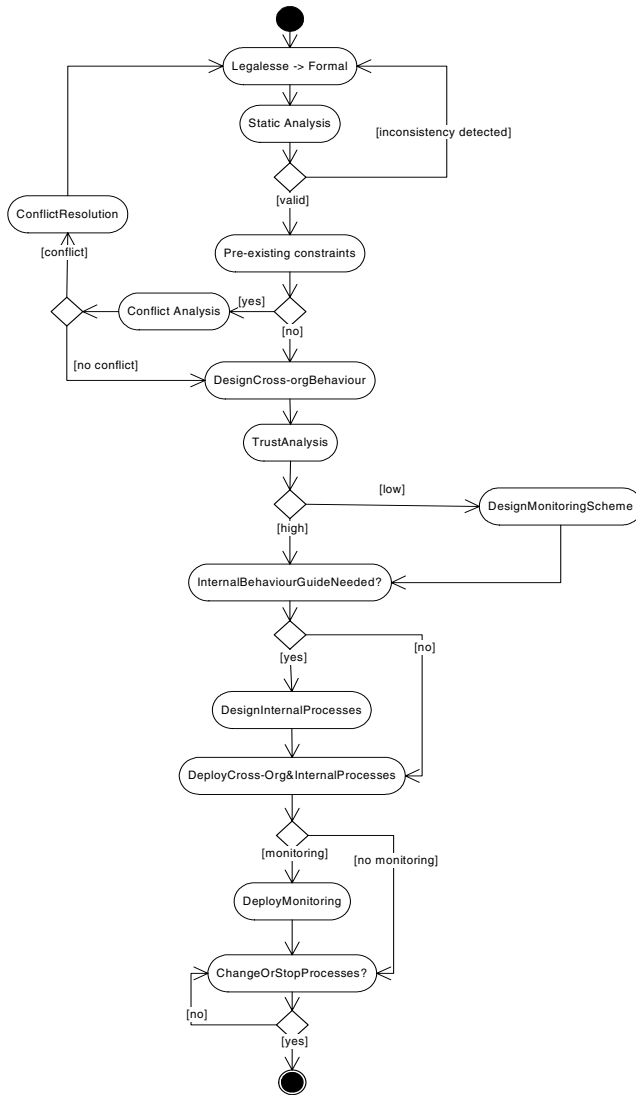 Legalesse -> Formal
Static Analysis
[inconsistency detected]
[valid]
ConflictResolution
[conflict]
Pre-existing constraints
Conflict Analysis
[yes]
[no]
[no conflict]
DesignCross-orgBehaviour
TrustAnalysis
[low]
DesignMonitoringScheme
[high]
InternalBehaviourGuideNeeded?
[no]
[yes]
DesignInternalProcesses
DeployCross-Org&InternalProcesses
[monitoring]
[no monitoring]
DeployMonitoring
ChangeOrStopProcesses?
[no]
[yes]